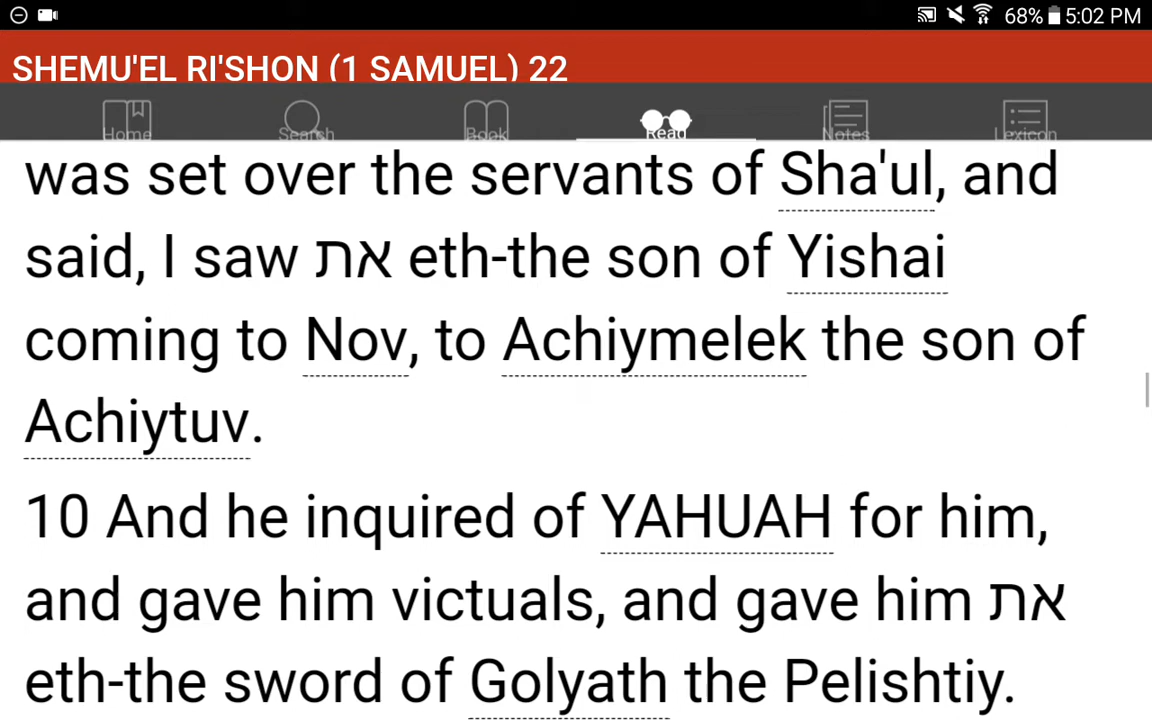 68% 5:02 PM
SHEMU'EL RI'SHON (1 SAMUEL) 22
Home Search Book Read Notes Lexicon
was set over the servants of Sha'ul, and
said, I saw את eth-the son of Yishai
coming to Nov, to Achiymelek the son of
Achiytuv.
10 And he inquired of YAHUAH for him,
and gave him victuals, and gave him את
eth-the sword of Golyath the Pelishtiy.